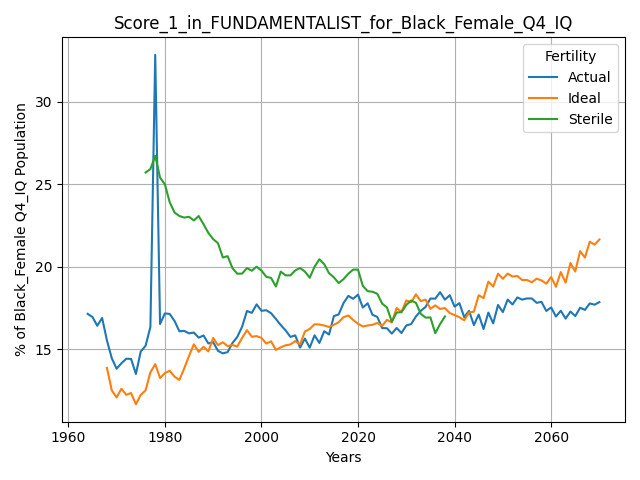 Score_1_in_FUNDAMENTALIST_for_Black_Female_Q4_IQ
Fertility
Actual
Ideal
Sterile
% of Black_Female Q4_IQ Population
30
25
20
15
1960
1980
2000
2020
2040
2060
Years